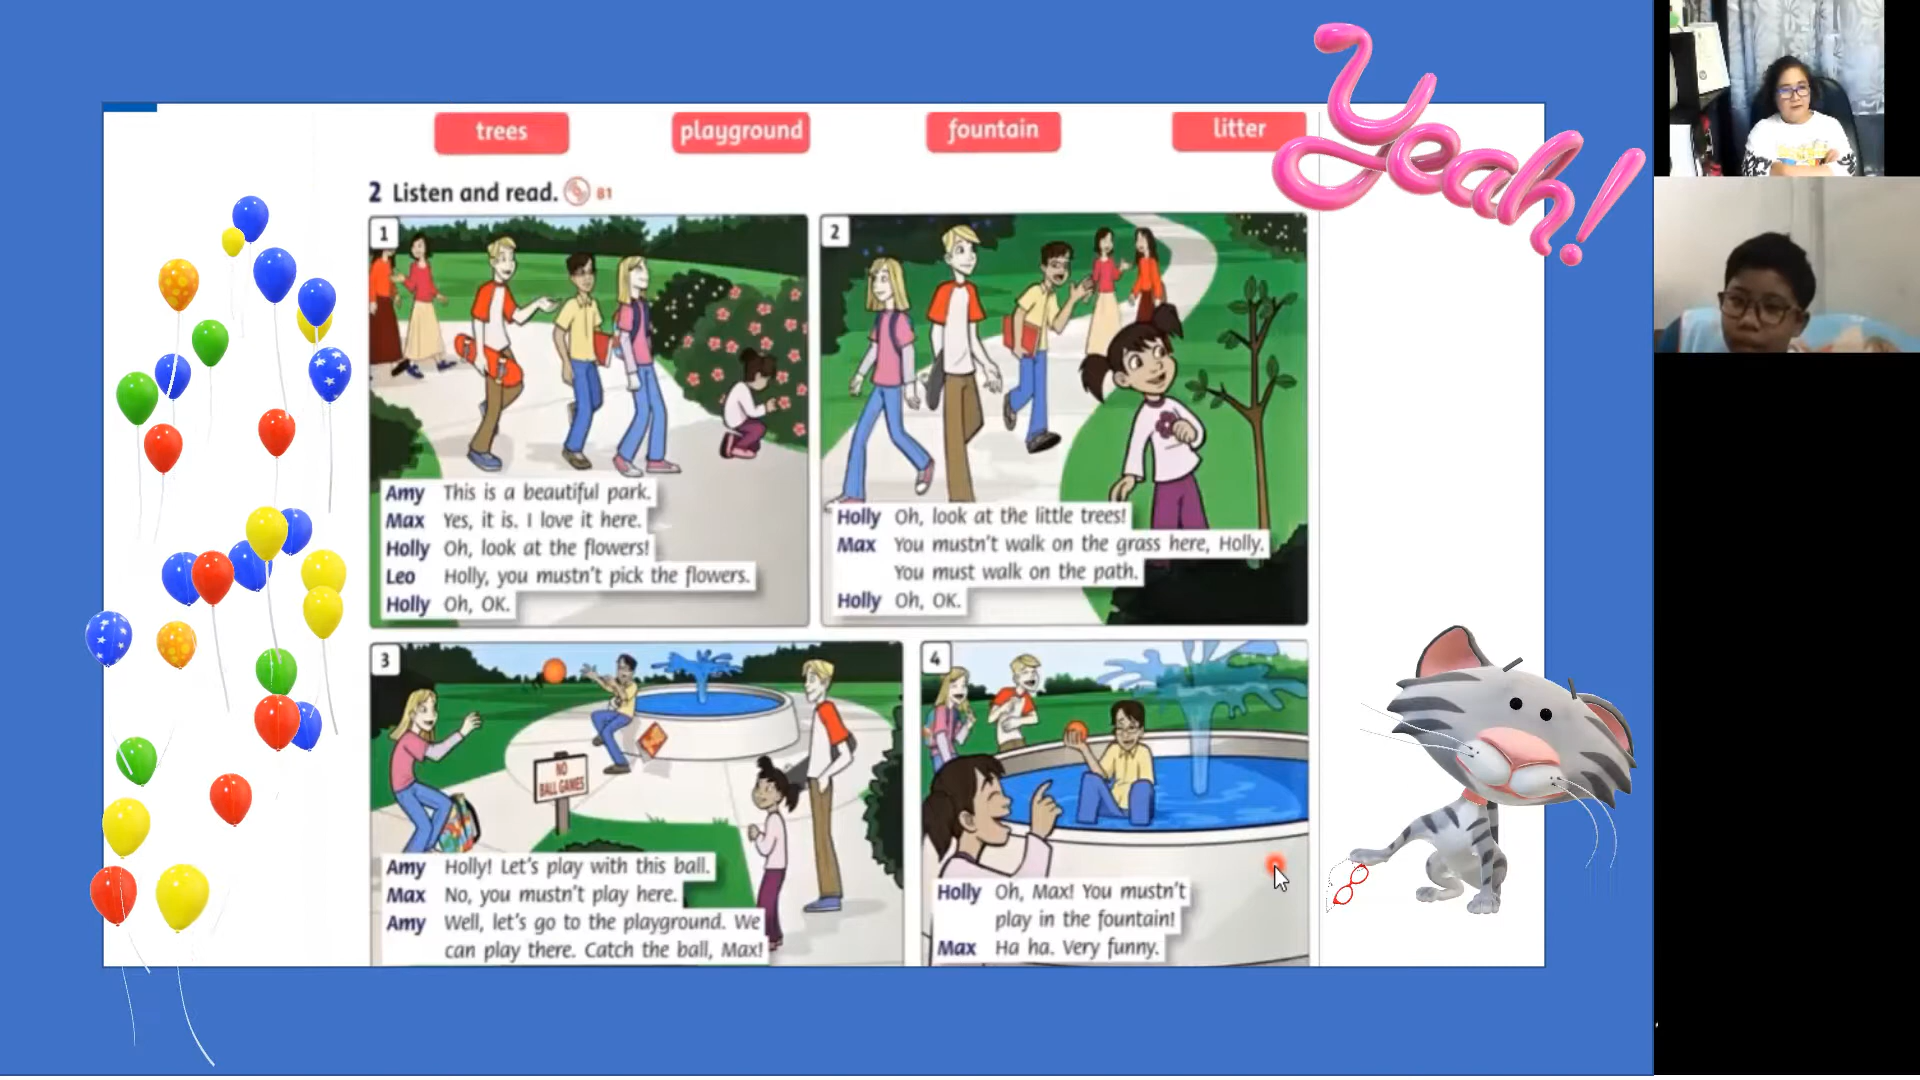 Yeah!
trees playground fountain litter
2 Listen and read. 81
1
Amy This is a beautiful park.
Max Yes, it is. I love it here.
Holly Oh, look at the flowers!
Leo Holly, you mustn't pick the flowers.
Holly Oh, OK.
2
Holly Oh, look at the little trees!
Max You mustn't walk on the grass here, Holly.
You must walk on the path.
Holly Oh, OK.
3
NO
BALL GAMES
Amy Holly! Let's play with this ball.
Max No, you mustn't play here.
Amy Well, let's go to the playground. We
can play there. Catch the ball, Max!
4
Holly Oh, Max! You mustn't
play in the fountain!
Max Ha ha. Very funny.